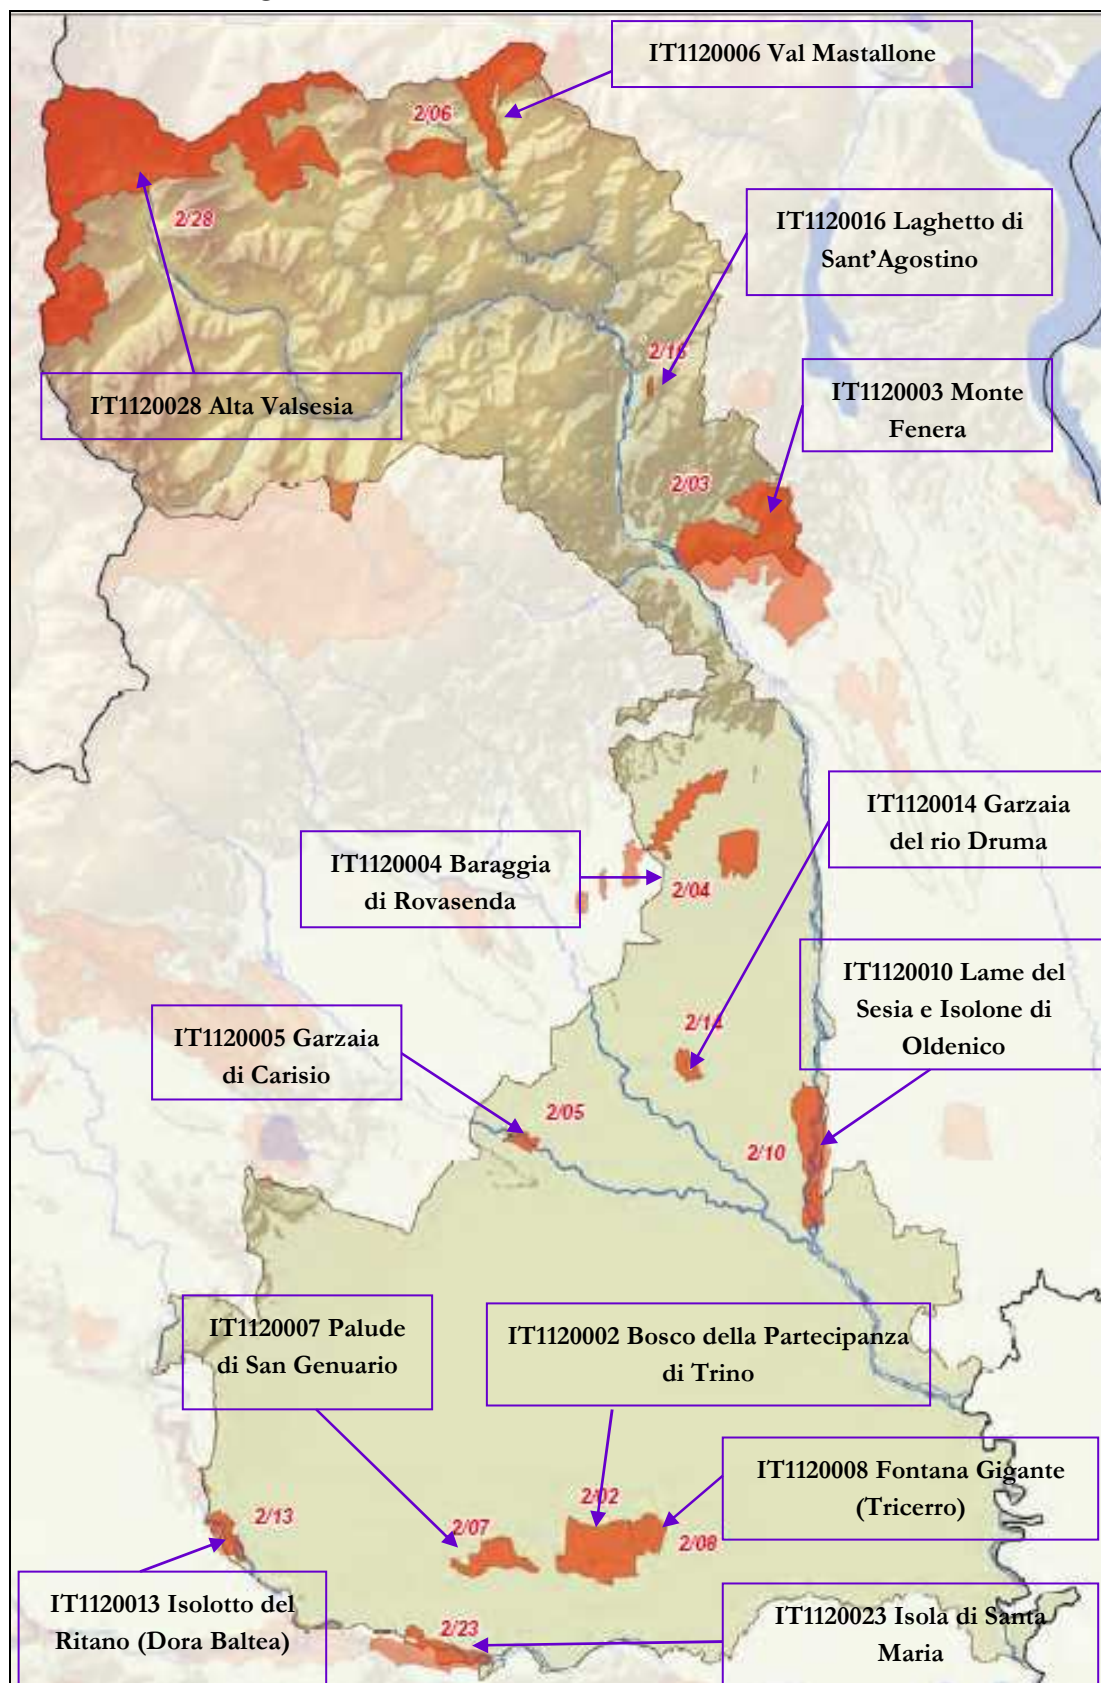 IT1120006 Val Mastallone
2/06
IT1120016 Laghetto di
Sant'Agostino
2/28
2/16
IT1120028 Alta Valsesia
IT1120003 Monte
Fenera
2/03
IT1120014 Garzaia
del rio Druma
IT1120004 Baraggia
di Rovasenda
2/04
IT1120010 Lame del
Sesia e Isolone di
Oldenico
2/14
IT1120005 Garzaia
di Carisio
2/05
2/10
IT1120007 Palude
di San Genuario
IT1120002 Bosco della Partecipanza
di Trino
IT1120008 Fontana Gigante
(Tricerro)
2/02
2/13
2/07
2/08
IT1120013 Isolotto del
Ritano (Dora Baltea)
2/23
IT1120023 Isola di Santa
Maria